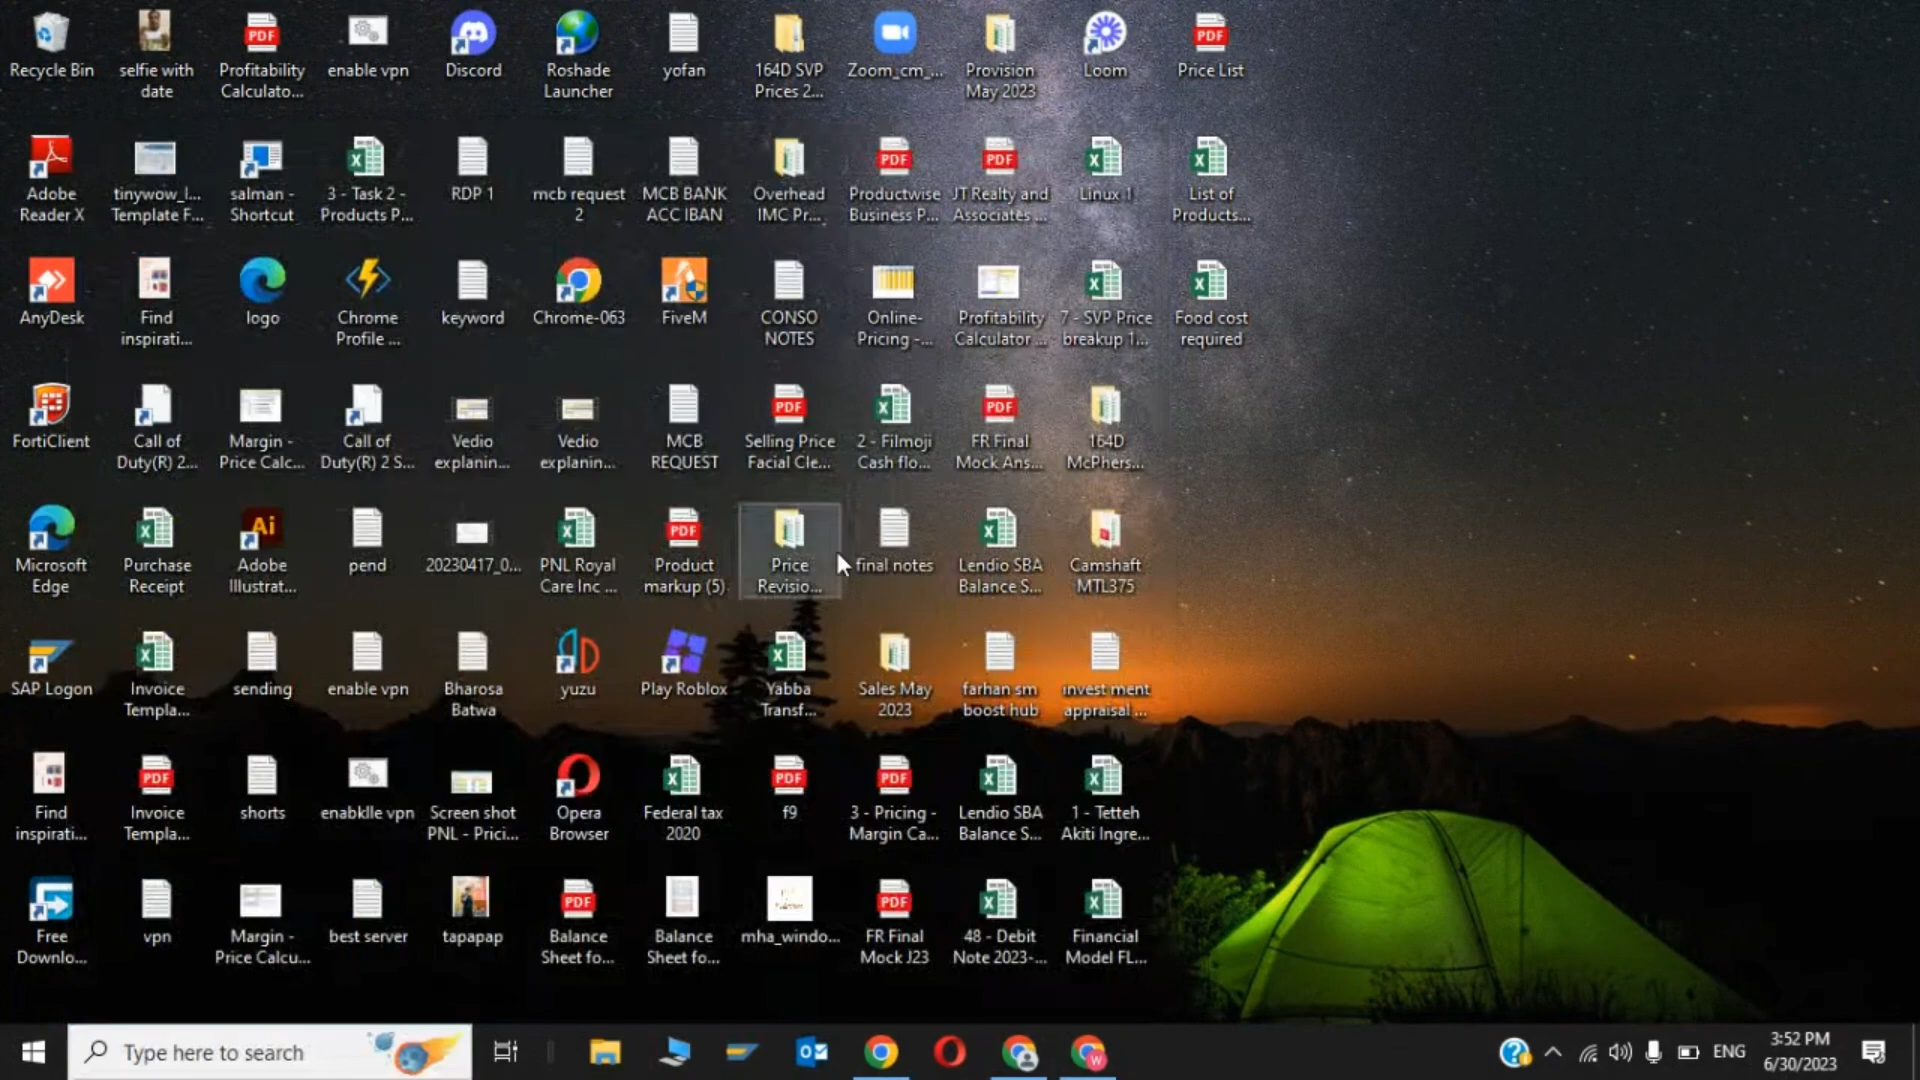 Recycle Bin
selfie with
date
Profitability
Calculato...
enable vpn
Discord
Roshade
Launcher
yofan
164D SVP
Prices 2...
Zoom_cm_...
Provision
May 2023
Loom
Price List
Adobe
Reader X
tinywow_l...
Template F...
salman -
Shortcut
3 - Task 2 -
Products P...
RDP 1
mcb request
2
MCB BANK
ACC IBAN
Overhead
IMC Pr...
Productwise
Business P...
JT Realty and
Associates ...
Linux 1
List of
Products...
AnyDesk
Find
inspirati...
logo
Chrome
Profile ...
keyword
Chrome-063
FiveM
CONSO
NOTES
Online-
Pricing -...
Profitability
Calculator ...
7 - SVP Price
breakup 1...
Food cost
required
FortiClient
Call of
Duty(R) 2...
Margin -
Price Calc...
Call of
Duty(R) 2 S...
Vedio
explanin...
Vedio
explanin...
MCB
REQUEST
Selling Price
Facial Cle...
2 - Filmoji
Cash flo...
FR Final
Mock Ans...
164D
McPhers...
Microsoft
Edge
Purchase
Receipt
Adobe
Illustrat...
pend
20230417_0...
PNL Royal
Care Inc ...
Product
markup (5)
Price
Revisio...
final notes
Lendio SBA
Balance S...
Camshaft
MTL375
SAP Logon
Invoice
Templa...
sending
enable vpn
Bharosa
Batwa
yuzu
Play Roblox
Yabba
Transf...
Sales May
2023
farhan sm
boost hub
invest ment
appraisal ...
Find
inspirati...
Invoice
Templa...
shorts
enabklle vpn
Screen shot
PNL - Prici...
Opera
Browser
Federal tax
2020
f9
3 - Pricing -
Margin Ca...
Lendio SBA
Balance S...
1 - Tetteh
Akiti Ingre...
Free
Downlo...
vpn
Margin -
Price Calcu...
best server
tapapap
Balance
Sheet fo...
Balance
Sheet fo...
mha_windo...
FR Final
Mock J23
48 - Debit
Note 2023-...
Financial
Model FL...
Type here to search
ENG
3:52 PM
6/30/2023